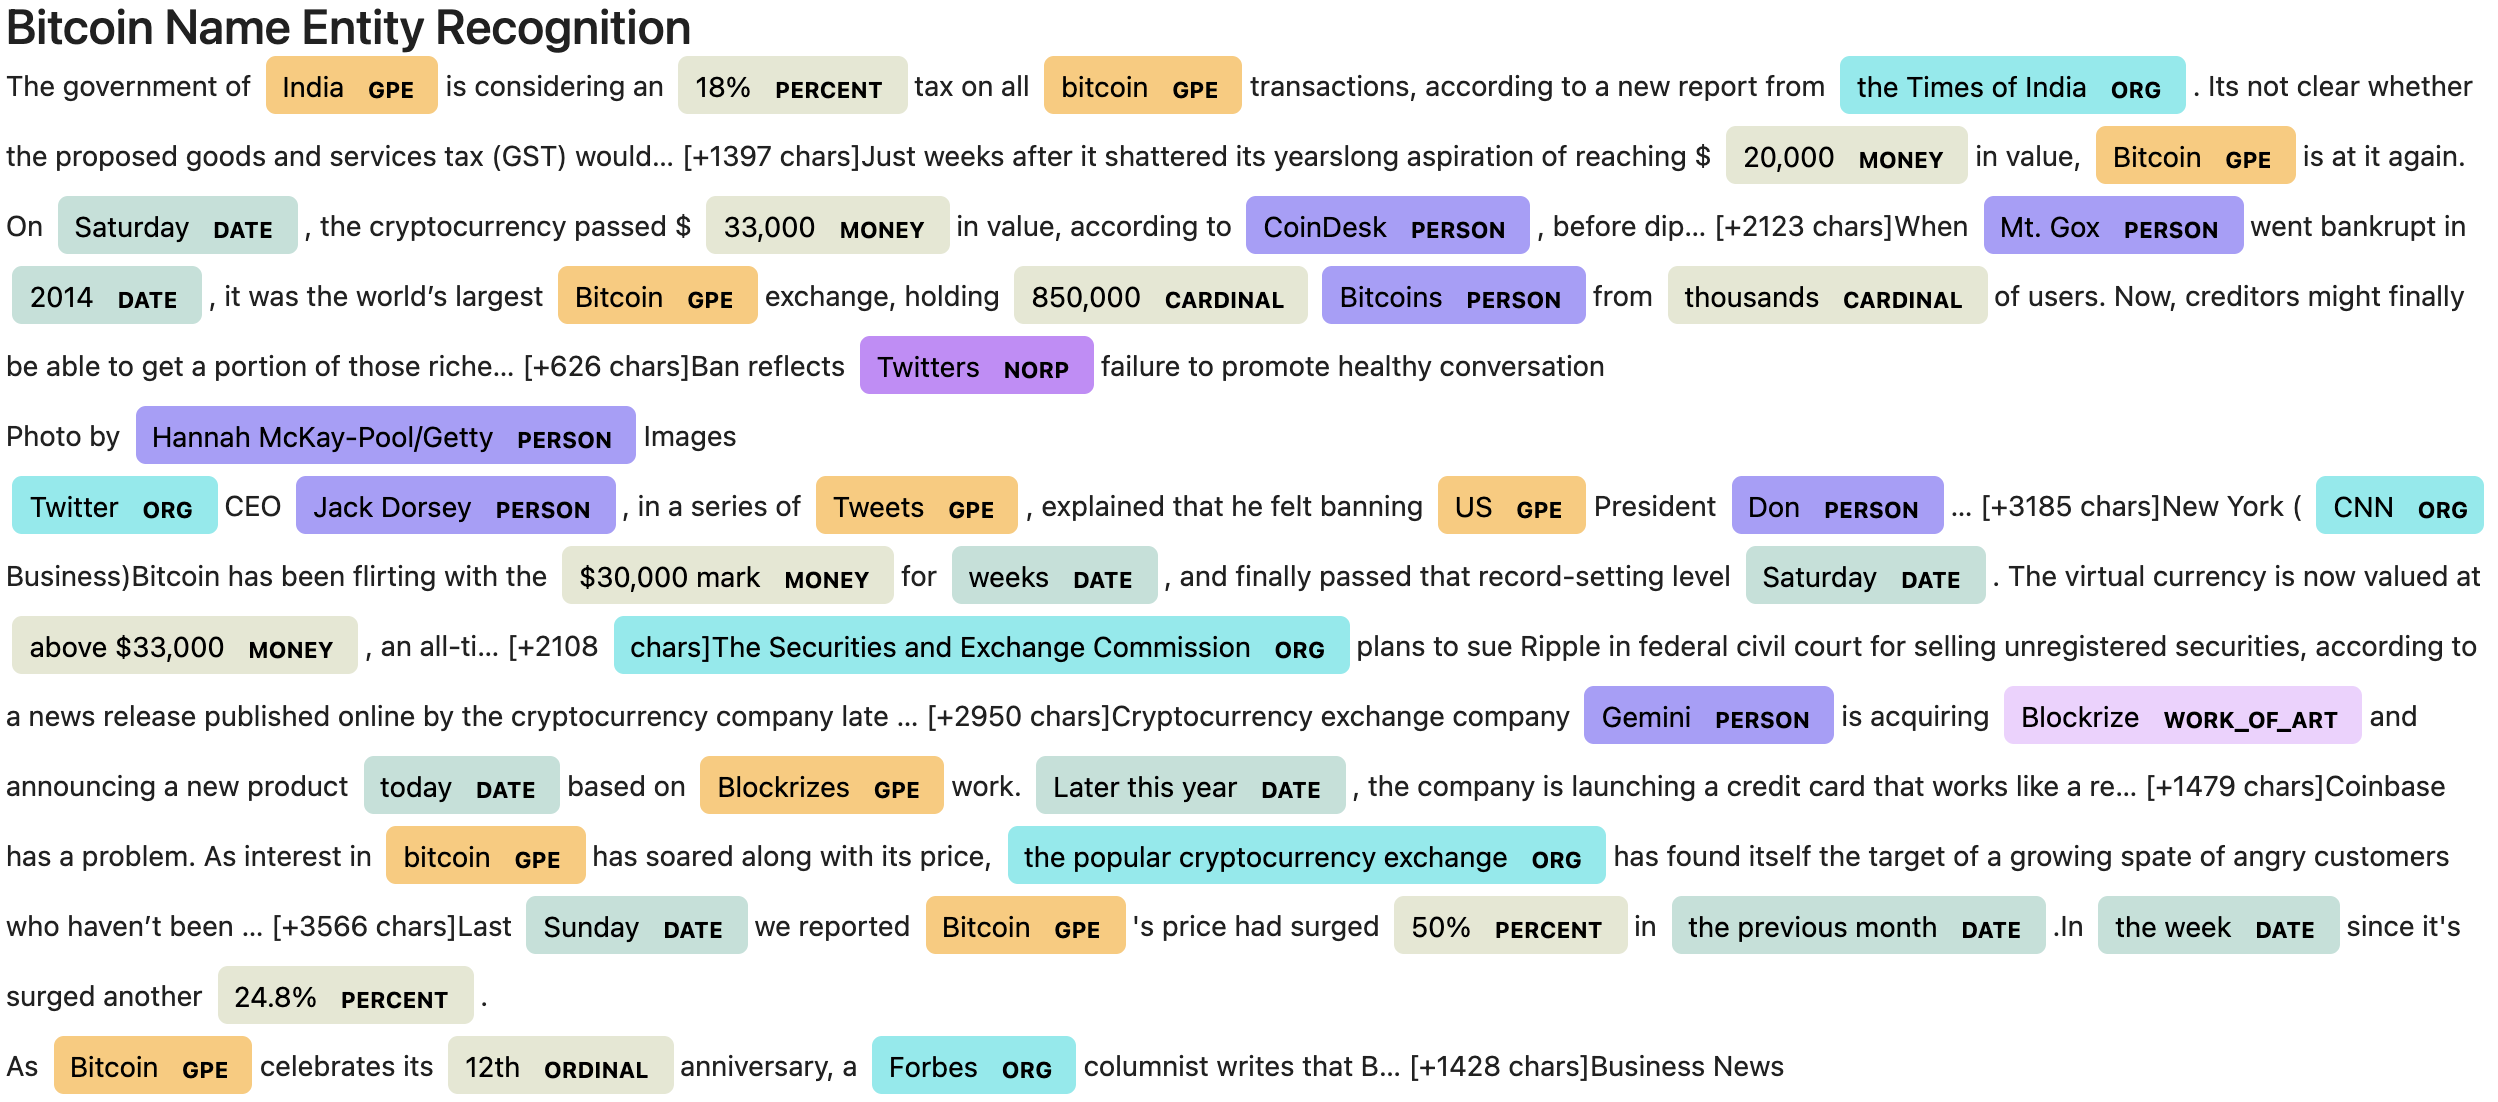 Bitcoin Name Entity Recognition
The government of India GPE is considering an 18% PERCENT tax on all bitcoin GPE transactions, according to a new report from the Times of India ORG . Its not clear whether
the proposed goods and services tax (GST) would… [+1397 chars]Just weeks after it shattered its yearslong aspiration of reaching $ 20,000 MONEY in value, Bitcoin GPE is at it again.
On Saturday DATE , the cryptocurrency passed $ 33,000 MONEY in value, according to CoinDesk PERSON , before dip… [+2123 chars]When Mt. Gox PERSON went bankrupt in
2014 DATE , it was the world’s largest Bitcoin GPE exchange, holding 850,000 CARDINAL Bitcoins PERSON from thousands CARDINAL of users. Now, creditors might finally
be able to get a portion of those riche… [+626 chars]Ban reflects Twitters NORP failure to promote healthy conversation
Photo by Hannah McKay-Pool/Getty PERSON Images
Twitter ORG CEO Jack Dorsey PERSON , in a series of Tweets GPE , explained that he felt banning US GPE President Don PERSON … [+3185 chars]New York ( CNN ORG
Business)Bitcoin has been flirting with the $30,000 mark MONEY for weeks DATE , and finally passed that record-setting level Saturday DATE . The virtual currency is now valued at
above $33,000 MONEY , an all-ti… [+2108 chars]The Securities and Exchange Commission ORG plans to sue Ripple in federal civil court for selling unregistered securities, according to
a news release published online by the cryptocurrency company late … [+2950 chars]Cryptocurrency exchange company Gemini PERSON is acquiring Blockrize WORK_OF_ART and
announcing a new product today DATE based on Blockrizes GPE work. Later this year DATE , the company is launching a credit card that works like a re… [+1479 chars]Coinbase
has a problem. As interest in bitcoin GPE has soared along with its price, the popular cryptocurrency exchange ORG has found itself the target of a growing spate of angry customers
who haven’t been … [+3566 chars]Last Sunday DATE we reported Bitcoin GPE 's price had surged 50% PERCENT in the previous month DATE .In the week DATE since it's
surged another 24.8% PERCENT .
As Bitcoin GPE celebrates its 12th ORDINAL anniversary, a Forbes ORG columnist writes that B… [+1428 chars]Business News